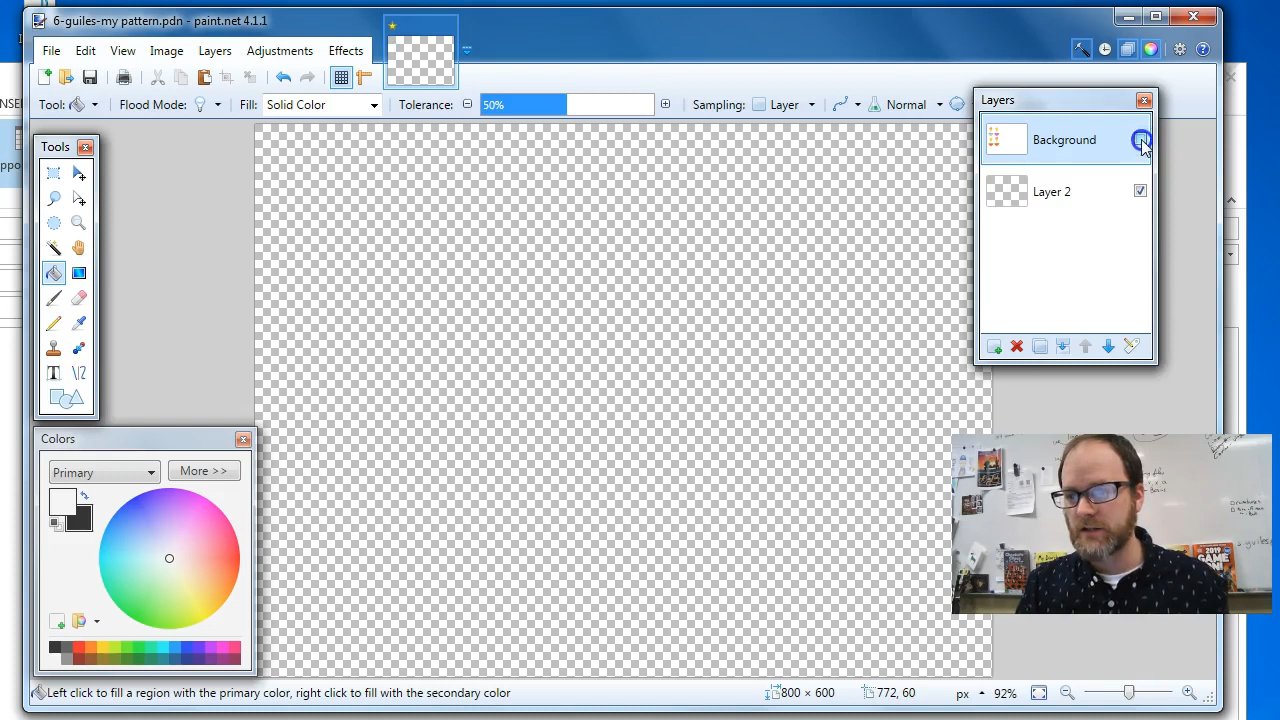 6-guiles-my pattern.pdn - paint.net 4.1.1
File Edit View Image Layers Adjustments Effects
Tool: Flood Mode: Fill: Solid Color Tolerance: 50% Sampling: Layer Normal
Layers
Background
Layer 2
Tools
Colors
Primary
More >>
2019
GAME
ON!
Left click to fill a region with the primary color, right click to fill with the secondary color
800 × 600
772, 60
px
92%